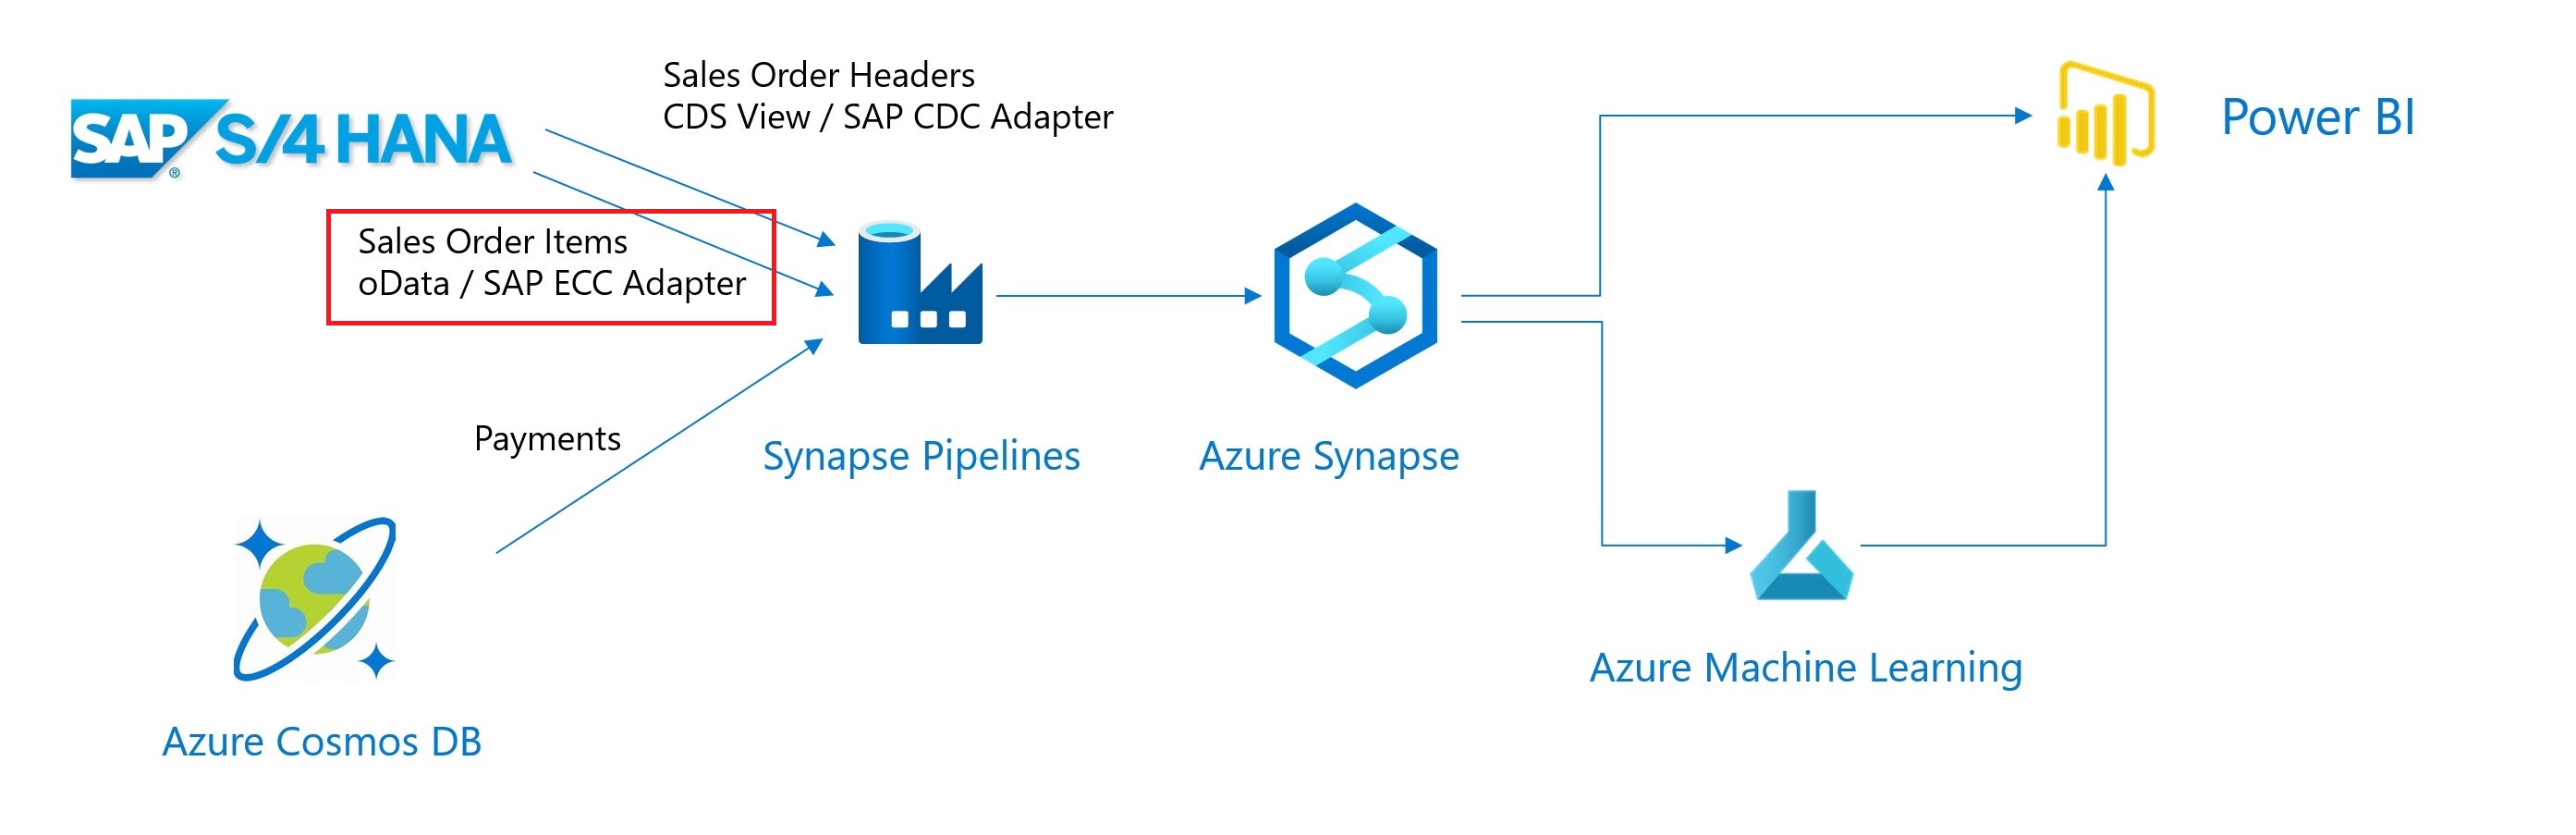 Sales Order Headers
CDS View / SAP CDC Adapter
SAP S/4 HANA
®
Power BI
Sales Order Items
oData / SAP ECC Adapter
Payments
Synapse Pipelines
Azure Synapse
Azure Machine Learning
Azure Cosmos DB